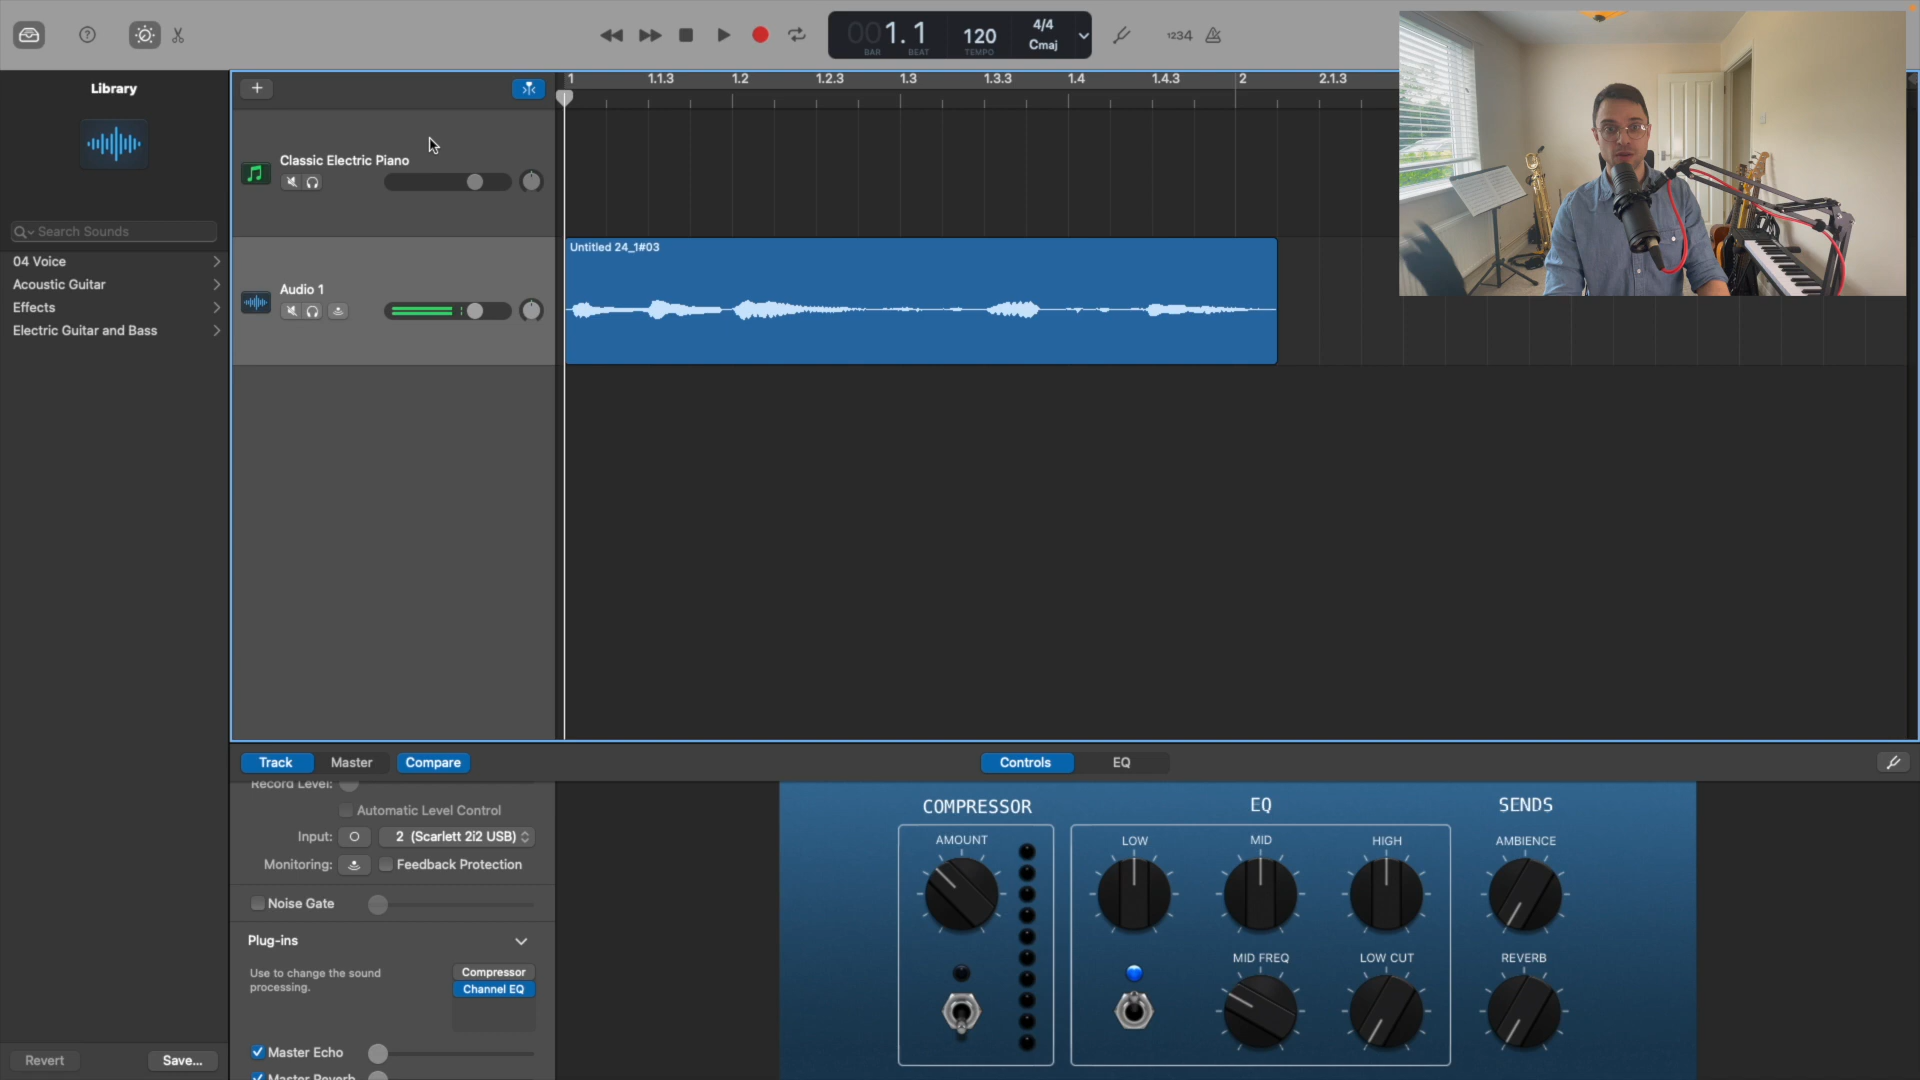 001.1
BAR
BEAT
120
TEMPO
4/4
Cmaj
1234
Library
Search Sounds
04 Voice
Acoustic Guitar
Effects
Electric Guitar and Bass
Revert
Save...
1
1.1.3
1.2
1.2.3
1.3
1.3.3
1.4
1.4.3
2
2.1.3
Classic Electric Piano
Audio 1
Untitled 24_1#03
Track
Master
Compare
Controls
EQ
Record Level:
Automatic Level Control
Input:
2 (Scarlett 2i2 USB)
Monitoring:
Feedback Protection
Noise Gate
Plug-ins
Use to change the sound
processing.
Compressor
Channel EQ
Master Echo
Master Reverb
COMPRESSOR
AMOUNT
EQ
LOW
MID
HIGH
MID FREQ
LOW CUT
SENDS
AMBIENCE
REVERB